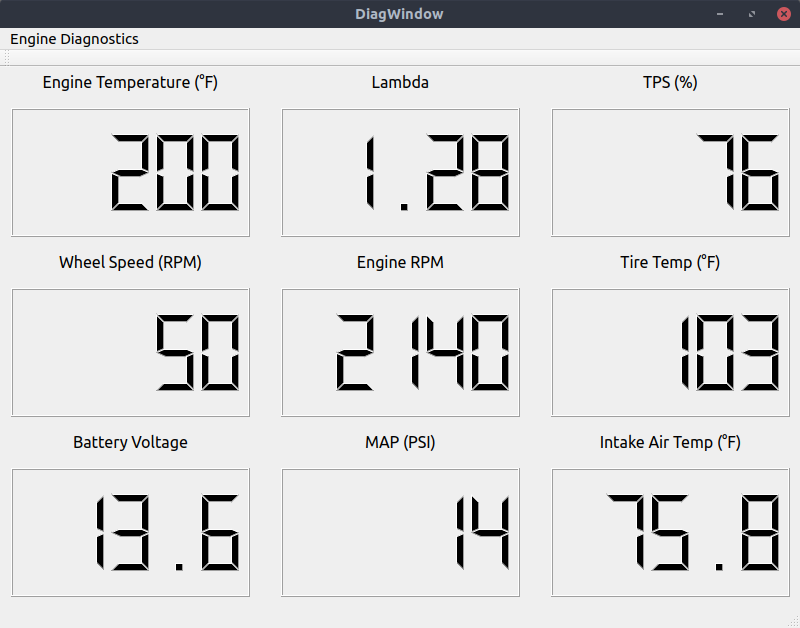 DiagWindow
Engine Diagnostics
Engine Temperature (°F) Lambda TPS (%)
200 1.28 76
Wheel Speed (RPM) Engine RPM Tire Temp (°F)
50 2140 103
Battery Voltage MAP (PSI) Intake Air Temp (°F)
13.6 14 75.8